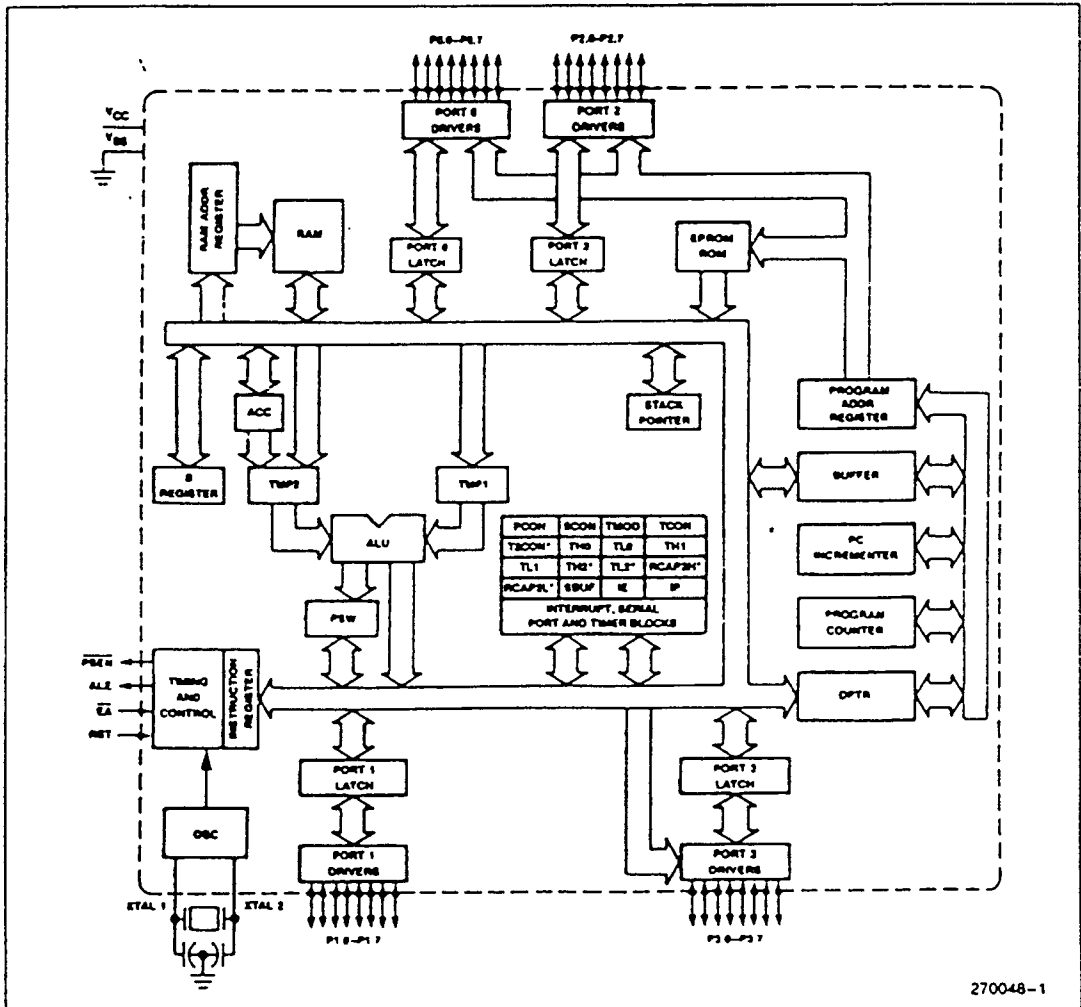 P0.0–P0.7
P2.0–P2.7
VCC
VSS
PORT 0
DRIVERS
PORT 2
DRIVERS
RAM ADDR
REGISTER
RAM
PORT 0
LATCH
PORT 2
LATCH
EPROM
ROM
ACC
STACK
POINTER
PROGRAM
ADDR
REGISTER
B
REGISTER
TMP2
TMP1
BUFFER
ALU
PCON SCON TMOD TCON
T2CON* TH0 TL0 TH1
TL1 TH2* TL2* RCAP2H*
RCAP2L* SBUF IE IP
INTERRUPT, SERIAL
PORT AND TIMER BLOCKS
PC
INCREMENTER
PSW
PROGRAM
COUNTER
PSEN
ALE
EA
RST
TIMING
AND
CONTROL
INSTRUCTION
REGISTER
DPTR
PORT 1
LATCH
PORT 3
LATCH
OSC
PORT 1
DRIVERS
PORT 3
DRIVERS
XTAL 1
XTAL 2
P1.0–P1.7
P3.0–P3.7
270048–1